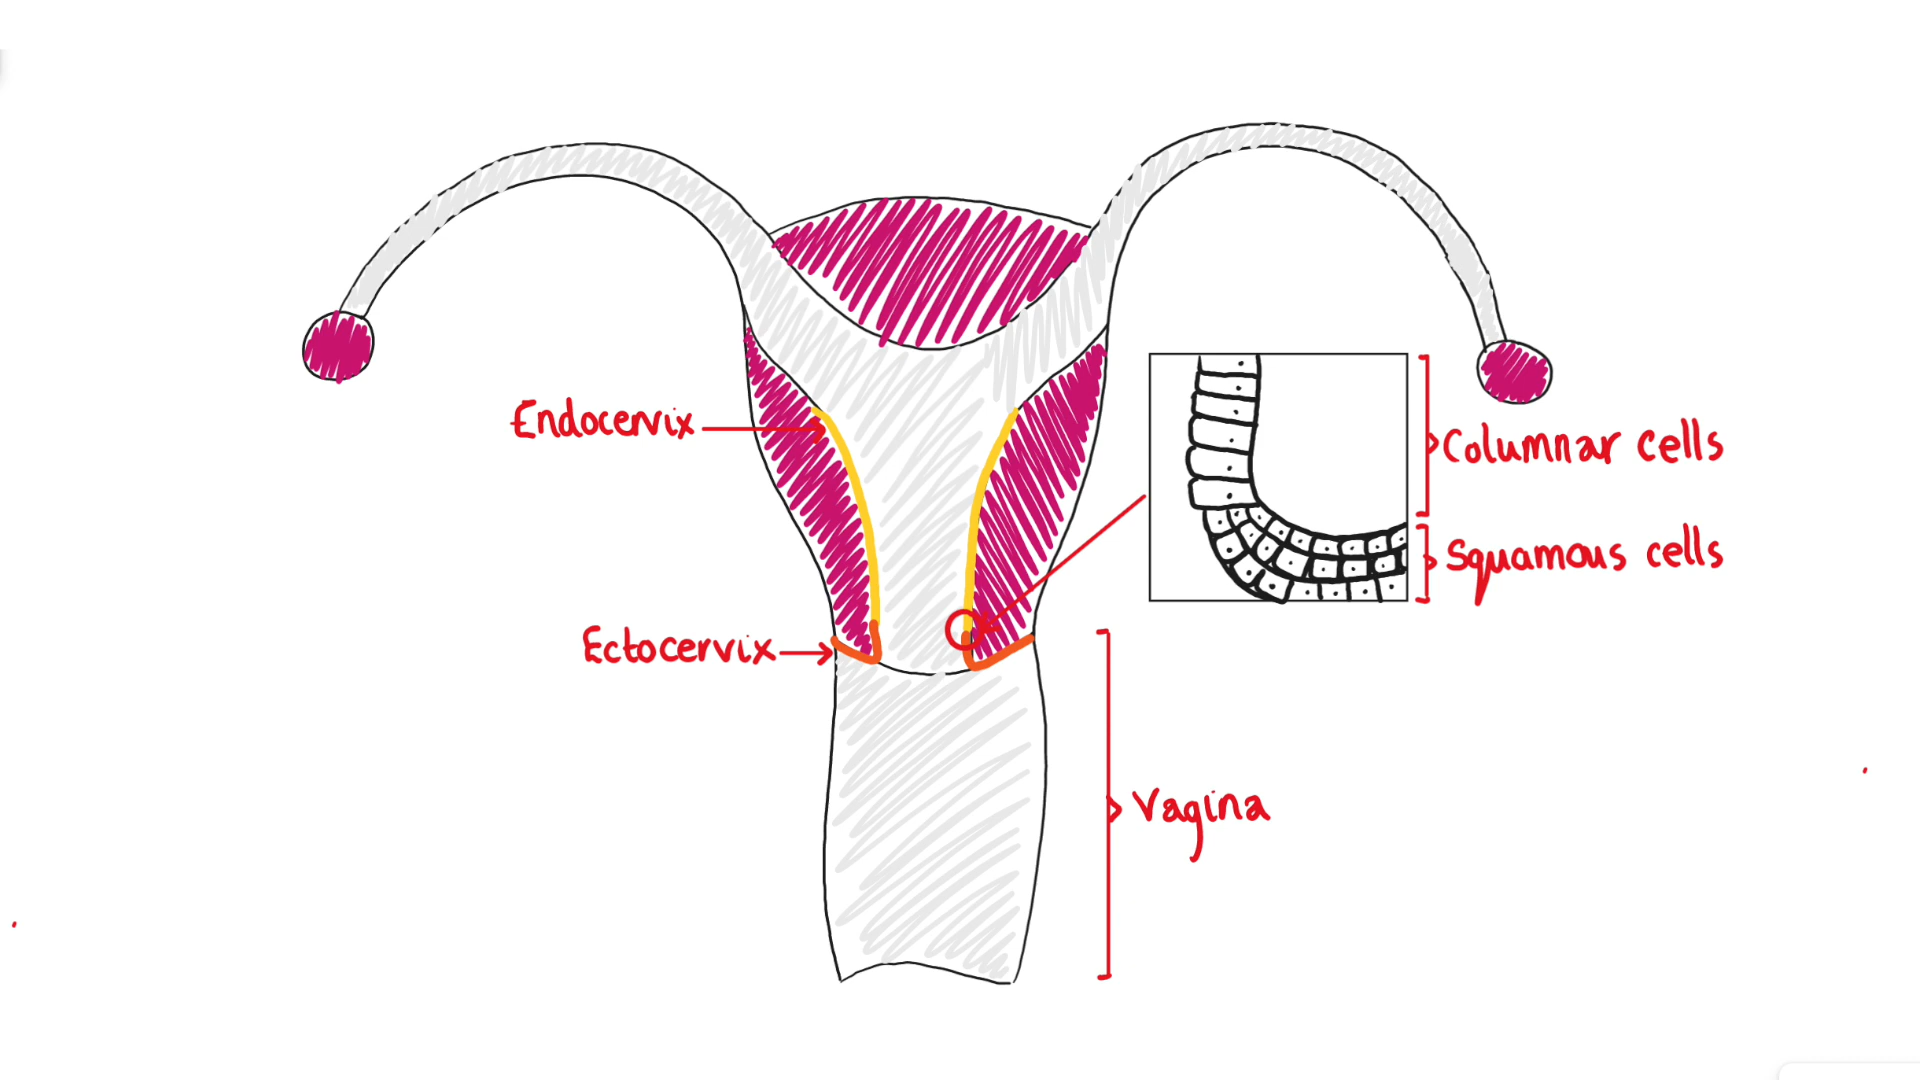 Endocervix
Columnar cells
Squamous cells
Ectocervix
Vagina